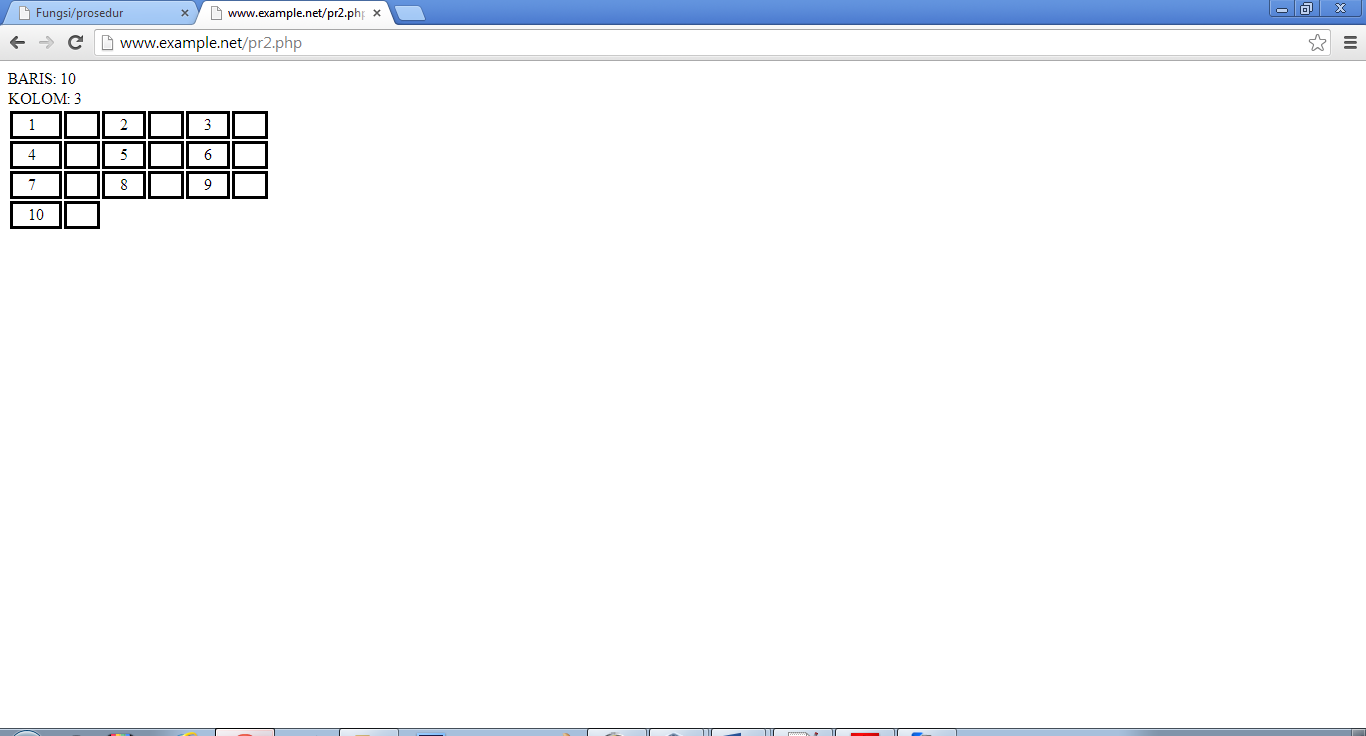 Fungsi/prosedur
www.example.net/pr2.php
www.example.net/pr2.php
BARIS: 10
KOLOM: 3
1 2 3
4 5 6
7 8 9
10